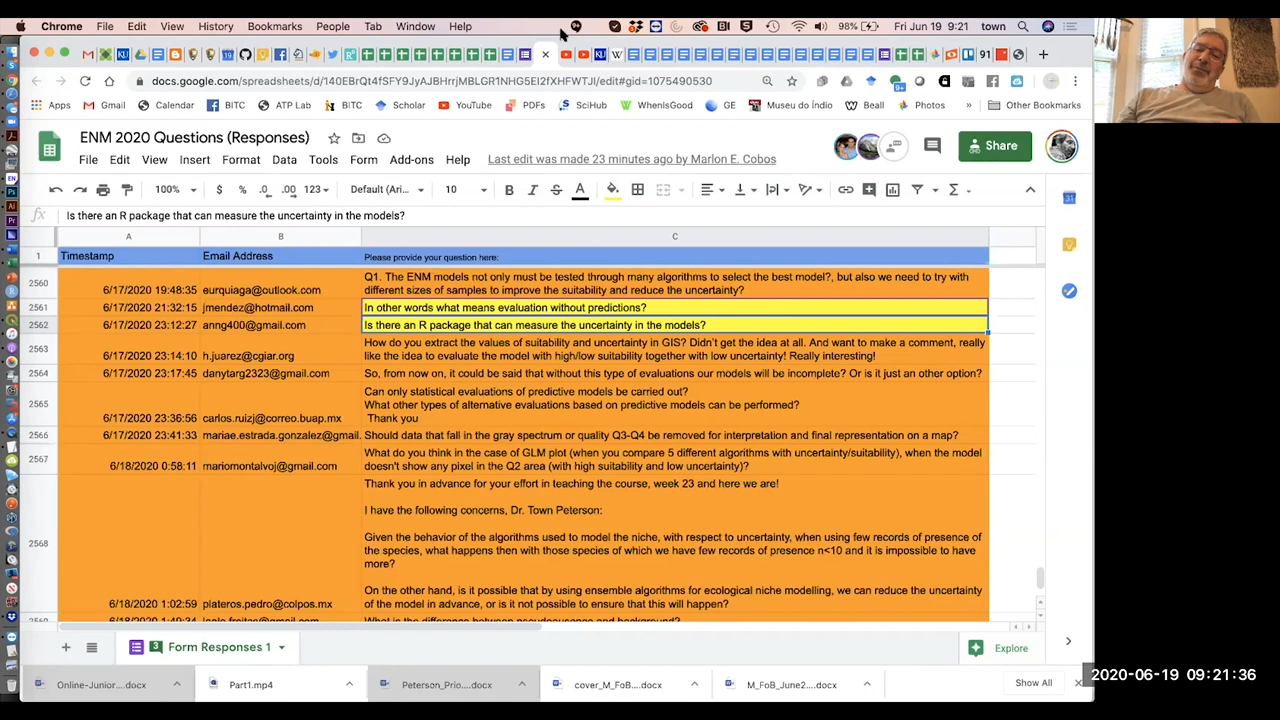 Chrome File Edit View History Bookmarks People Tab Window Help 98% Fri Jun 19 9:21 town
91
docs.google.com/spreadsheets/d/140EBrQt4fSFY9JyAJBHrrjMBLGR1NHG5EI2fXHFWTJI/edit#gid=1075490530
9+
Apps Gmail Calendar BITC ATP Lab BITC Scholar YouTube PDFs SciHub WhenIsGood GE Museu do Índio Beall Photos » Other Bookmarks
ENM 2020 Questions (Responses)
Share
File Edit View Insert Format Data Tools Form Add-ons Help Last edit was made 23 minutes ago by Marlon E. Cobos
100% $ % .0 .00 123 Default (Ari... 10 B I S A
fx Is there an R package that can measure the uncertainty in the models?
A B C
1 Timestamp Email Address Please provide your question here:
2560 6/17/2020 19:48:35 eurquiaga@outlook.com Q1. The ENM models not only must be tested through many algorithms to select the best model?, but also we need to try with
different sizes of samples to improve the suitability and reduce the uncertainty?
2561 6/17/2020 21:32:15 jmendez@hotmail.com In other words what means evaluation without predictions?
2562 6/17/2020 23:12:27 anng400@gmail.com Is there an R package that can measure the uncertainty in the models?
2563 6/17/2020 23:14:10 h.juarez@cgiar.org How do you extract the values of suitability and uncertainty in GIS? Didn't get the idea at all. And want to make a comment, really
like the idea to evaluate the model with high/low suitability together with low uncertainty! Really interesting!
2564 6/17/2020 23:17:45 danytarg2323@gmail.com So, from now on, it could be said that without this type of evaluations our models will be incomplete? Or is it just an other option?
2565 6/17/2020 23:36:56 carlos.ruizj@correo.buap.mx Can only statistical evaluations of predictive models be carried out?
What other types of alternative evaluations based on predictive models can be performed?
Thank you
2566 6/17/2020 23:41:33 mariae.estrada.gonzalez@gmail. Should data that fall in the gray spectrum or quality Q3-Q4 be removed for interpretation and final representation on a map?
2567 6/18/2020 0:58:11 mariomontalvoj@gmail.com What do you think in the case of GLM plot (when you compare 5 different algorithms with uncertainty/suitability), when the model
doesn't show any pixel in the Q2 area (with high suitability and low uncertainty)?
2568 6/18/2020 1:02:59 plateros.pedro@colpos.mx Thank you in advance for your effort in teaching the course, week 23 and here we are!
I have the following concerns, Dr. Town Peterson:
Given the behavior of the algorithms used to model the niche, with respect to uncertainty, when using few records of presence of
the species, what happens then with those species of which we have few records of presence n<10 and it is impossible to have
more?
On the other hand, is it possible that by using ensemble algorithms for ecological niche modelling, we can reduce the uncertainty
of the model in advance, or is it not possible to ensure that this will happen?
What is the difference between pseudoausence and background?
+ 3 Form Responses 1 Explore
Online-Junior....docx Part1.mp4 Peterson_Prio....docx cover_M_FoB.docx M_FoB_June2....docx Show All
2020-06-19 09:21:36